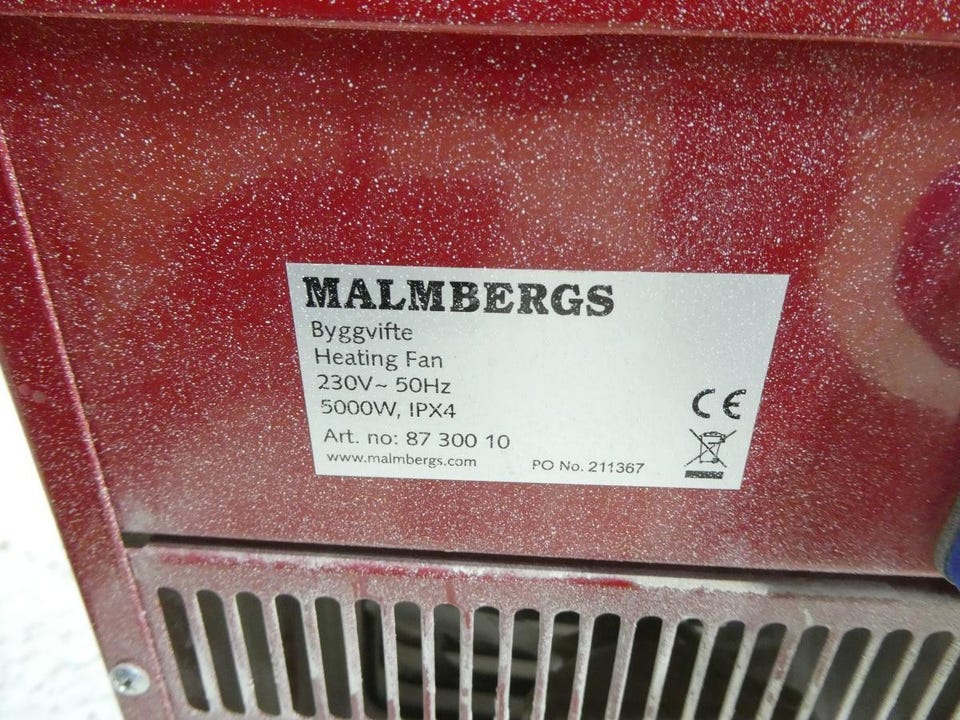 MALMBERGS
Byggvifte
Heating Fan
230V~ 50Hz
5000W, IPX4
Art. no: 87 300 10
www.malmbergs.com
PO No. 211367
CE